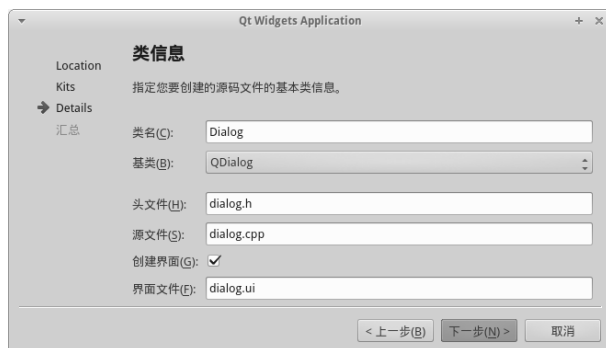 Qt Widgets Application
Location
Kits
Details
汇总
类信息
指定您要创建的源码文件的基本类信息。
类名(C): Dialog
基类(B): QDialog
头文件(H): dialog.h
源文件(S): dialog.cpp
创建界面(G):
界面文件(F): dialog.ui
< 上一步(B) 下一步(N) > 取消